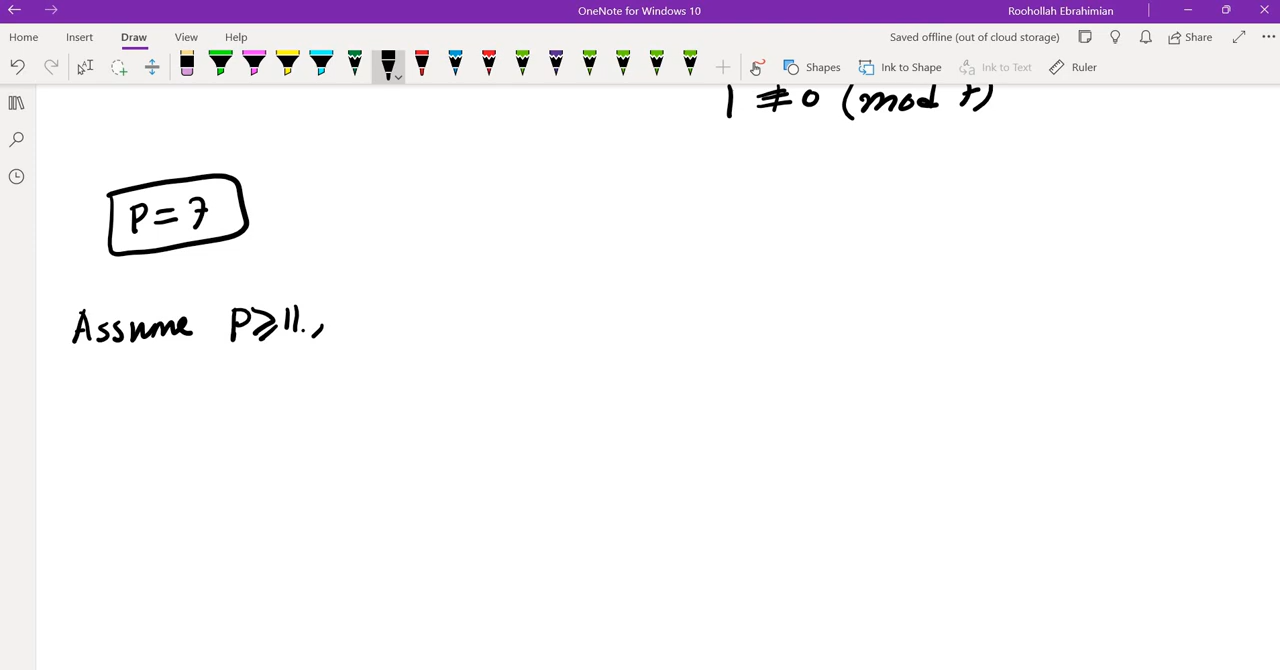 OneNote for Windows 10
Roohollah Ebrahimian
Home Insert Draw View Help
Saved offline (out of cloud storage)
Share
Shapes
Ink to Shape
Ink to Text
Ruler
1 ≢ 0 (mod 7)
P = 7
Assume P ⩾ 11.,